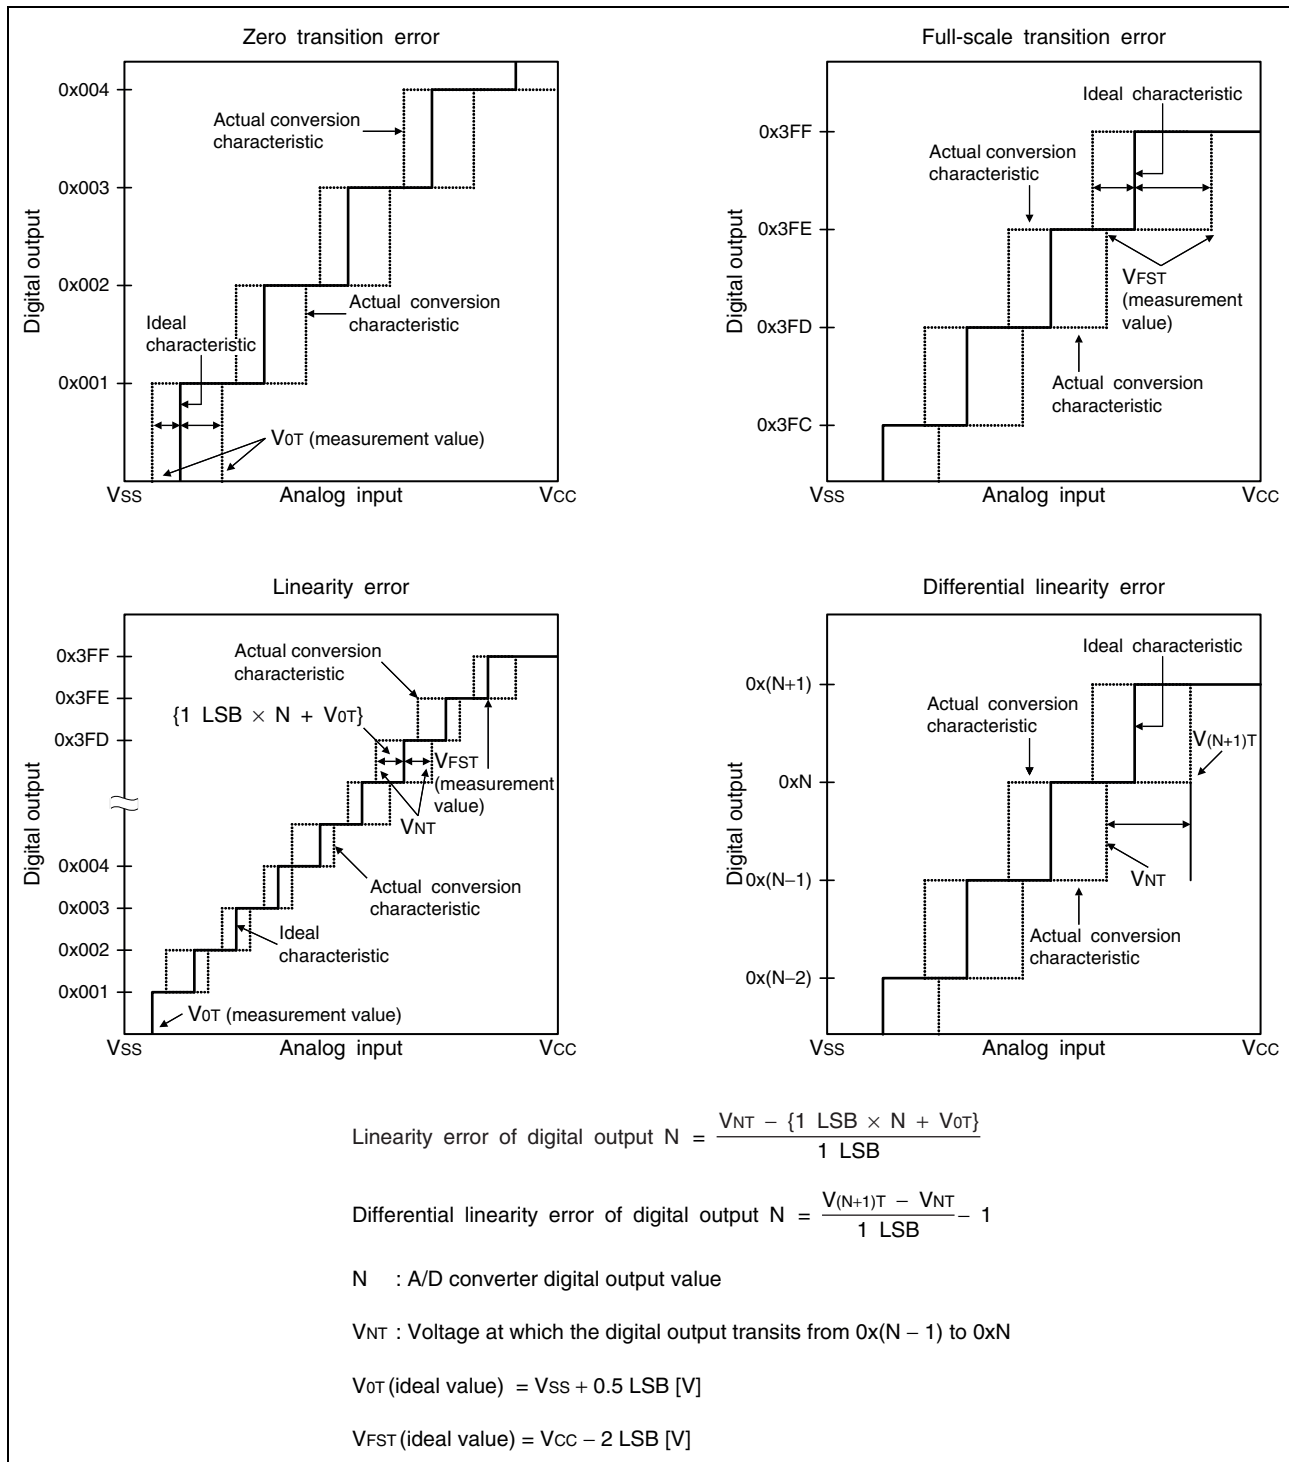 Zero transition error
0x004
0x003
0x002
0x001
Digital output
Actual conversion
characteristic
Actual conversion
characteristic
Ideal
characteristic
V0T (measurement value)
VSS
Analog input
VCC
Full-scale transition error
0x3FF
0x3FE
0x3FD
0x3FC
Digital output
Ideal characteristic
Actual conversion
characteristic
VFST
(measurement
value)
Actual conversion
characteristic
VSS
Analog input
VCC
Linearity error
0x3FF
0x3FE
0x3FD
0x004
0x003
0x002
0x001
Digital output
Actual conversion
characteristic
{1 LSB × N + V0T}
VFST
(measurement
value)
VNT
Actual conversion
characteristic
Ideal
characteristic
V0T (measurement value)
VSS
Analog input
VCC
Differential linearity error
0x(N+1)
0xN
0x(N−1)
0x(N−2)
Digital output
Ideal characteristic
Actual conversion
characteristic
V(N+1)T
VNT
Actual conversion
characteristic
VSS
Analog input
VCC
Linearity error of digital output N = VNT − {1 LSB × N + V0T}
1 LSB
Differential linearity error of digital output N = V(N+1)T − VNT − 1
1 LSB
N : A/D converter digital output value
VNT : Voltage at which the digital output transits from 0x(N − 1) to 0xN
V0T (ideal value) = VSS + 0.5 LSB [V]
VFST (ideal value) = VCC − 2 LSB [V]